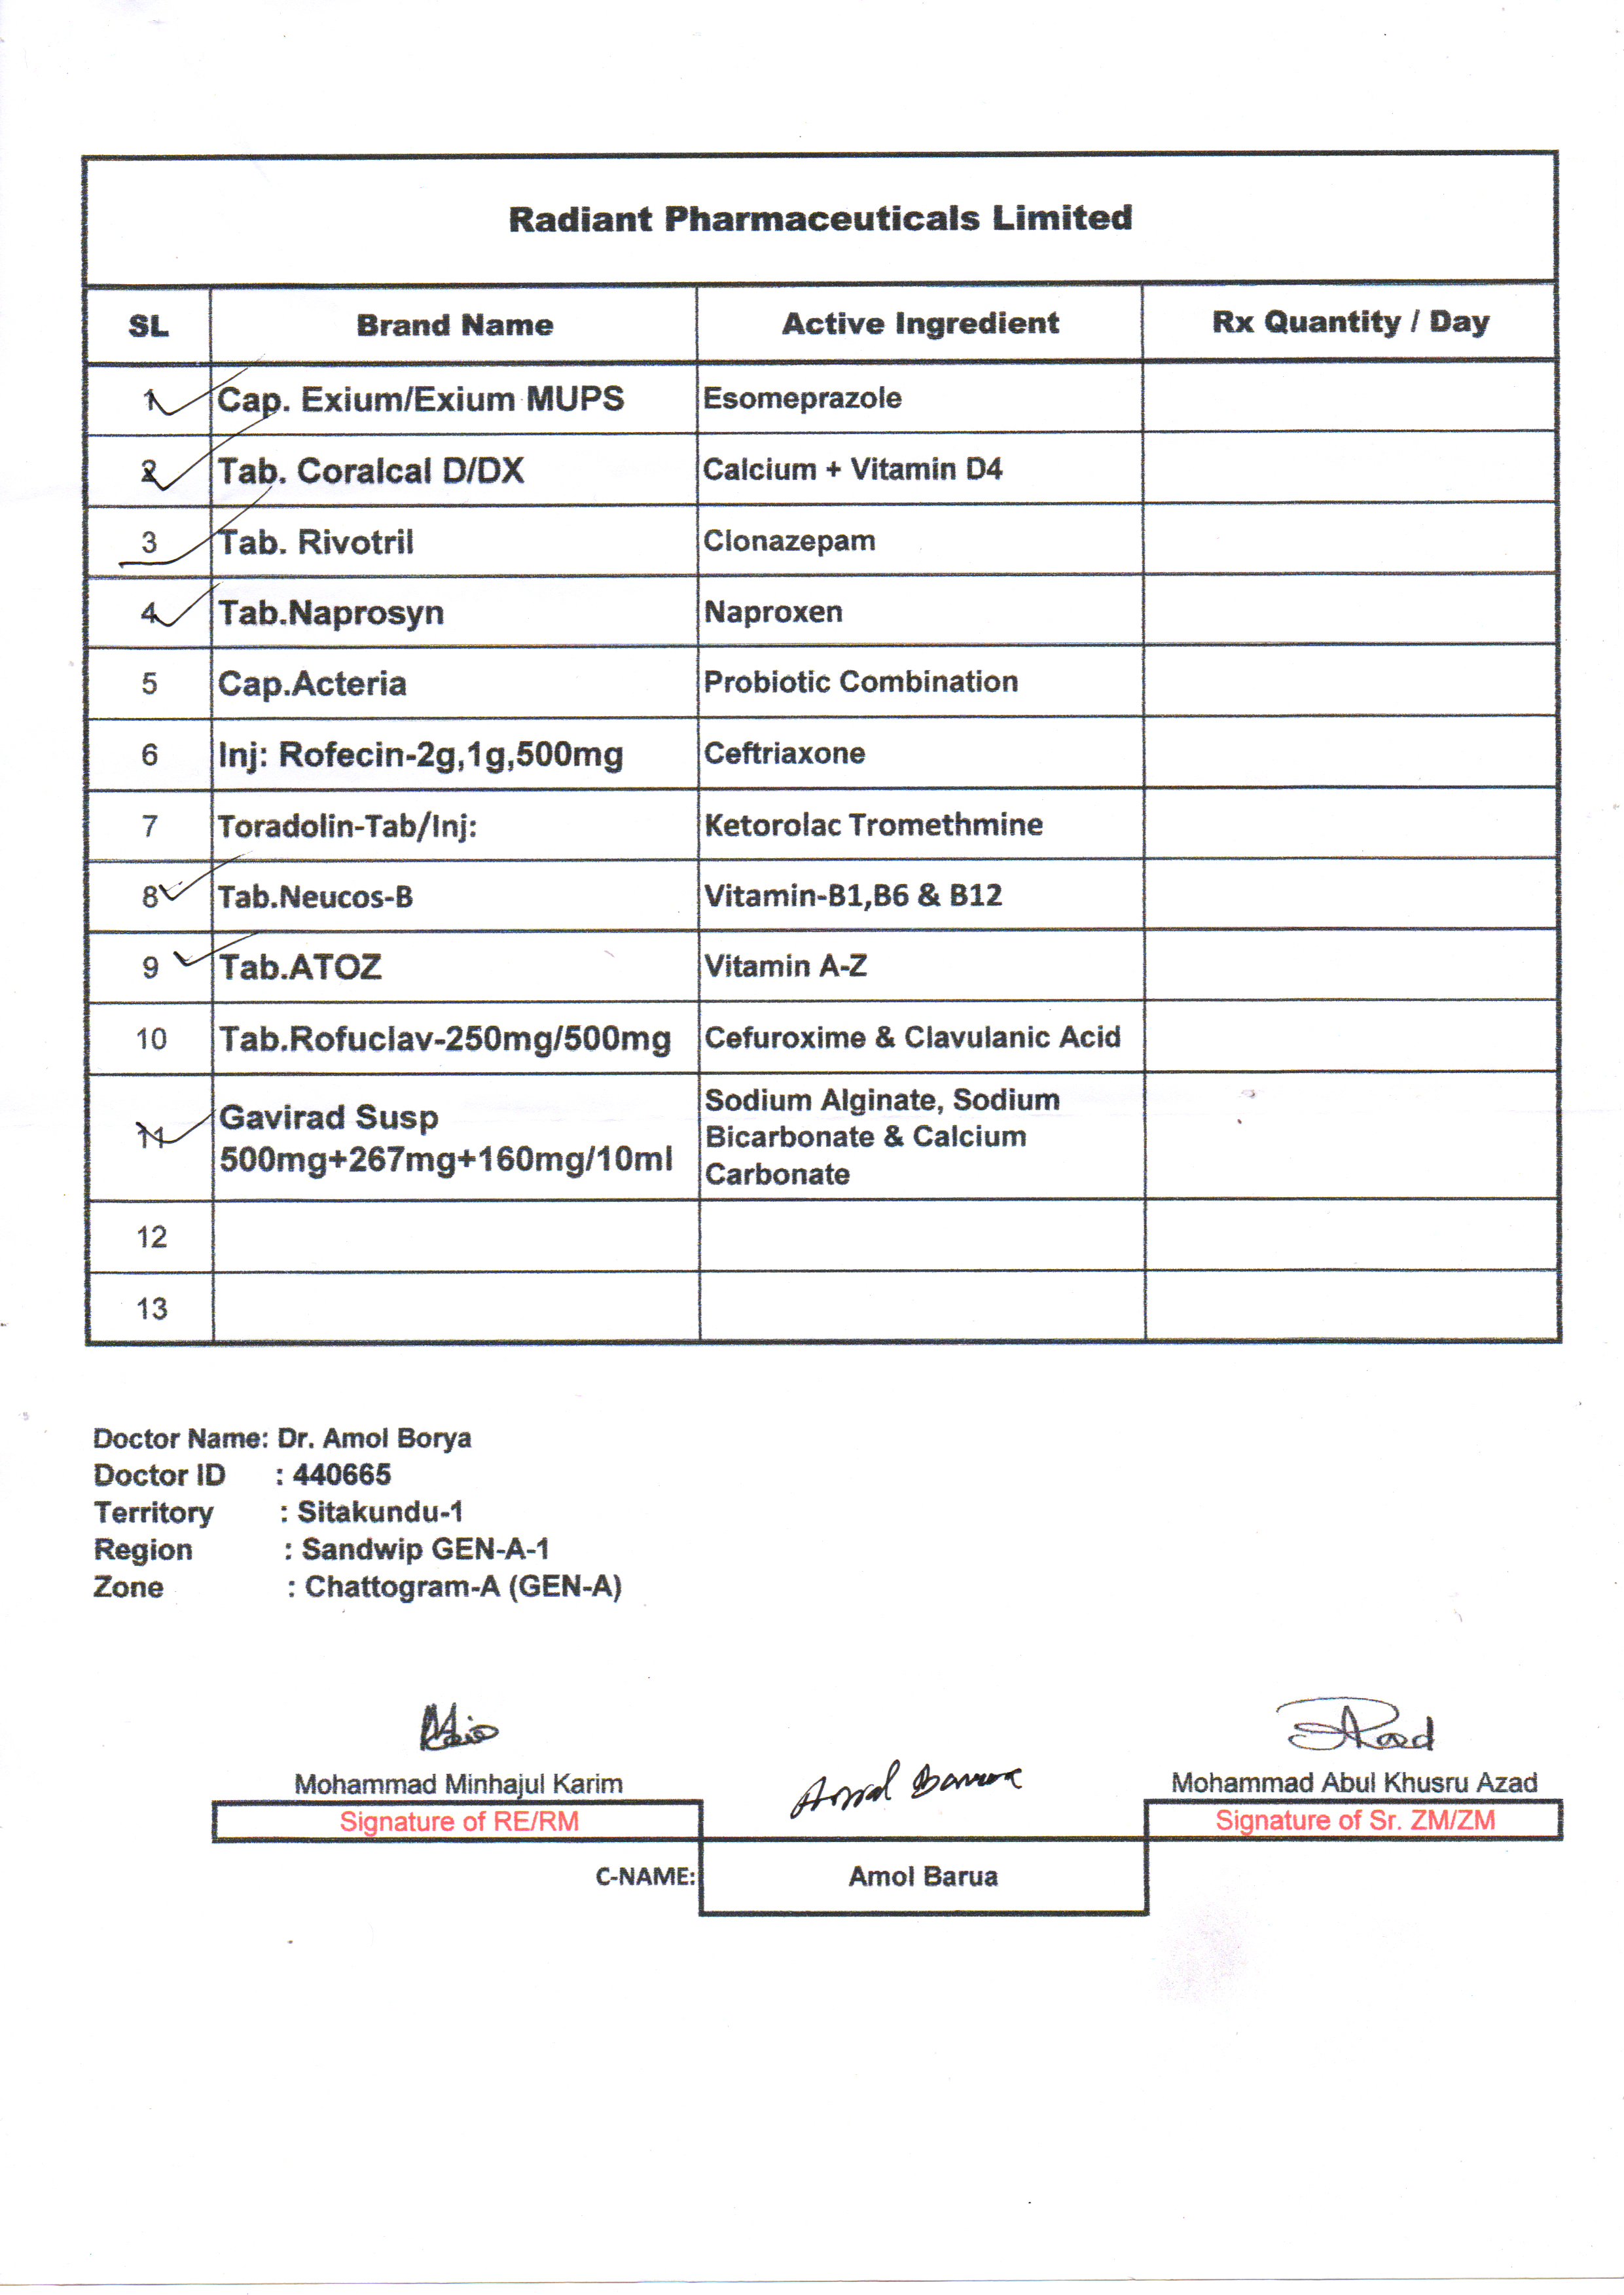 Radiant Pharmaceuticals Limited
SL Brand Name Active Ingredient Rx Quantity / Day
1 Cap. Exium/Exium MUPS Esomeprazole
2 Tab. Coralcal D/DX Calcium + Vitamin D4
3 Tab. Rivotril Clonazepam
4 Tab.Naprosyn Naproxen
5 Cap.Acteria Probiotic Combination
6 Inj: Rofecin-2g,1g,500mg Ceftriaxone
7 Toradolin-Tab/Inj: Ketorolac Tromethmine
8 Tab.Neucos-B Vitamin-B1,B6 & B12
9 Tab.ATOZ Vitamin A-Z
10 Tab.Rofuclav-250mg/500mg Cefuroxime & Clavulanic Acid
11 Gavirad Susp 500mg+267mg+160mg/10ml Sodium Alginate, Sodium
Bicarbonate & Calcium
Carbonate
12
13
Doctor Name: Dr. Amol Borya
Doctor ID : 440665
Territory : Sitakundu-1
Region : Sandwip GEN-A-1
Zone : Chattogram-A (GEN-A)
Amol Barua
Azad
Mohammad Minhajul Karim Mohammad Abul Khusru Azad
Signature of RE/RM Signature of Sr. ZM/ZM
C-NAME: Amol Barua